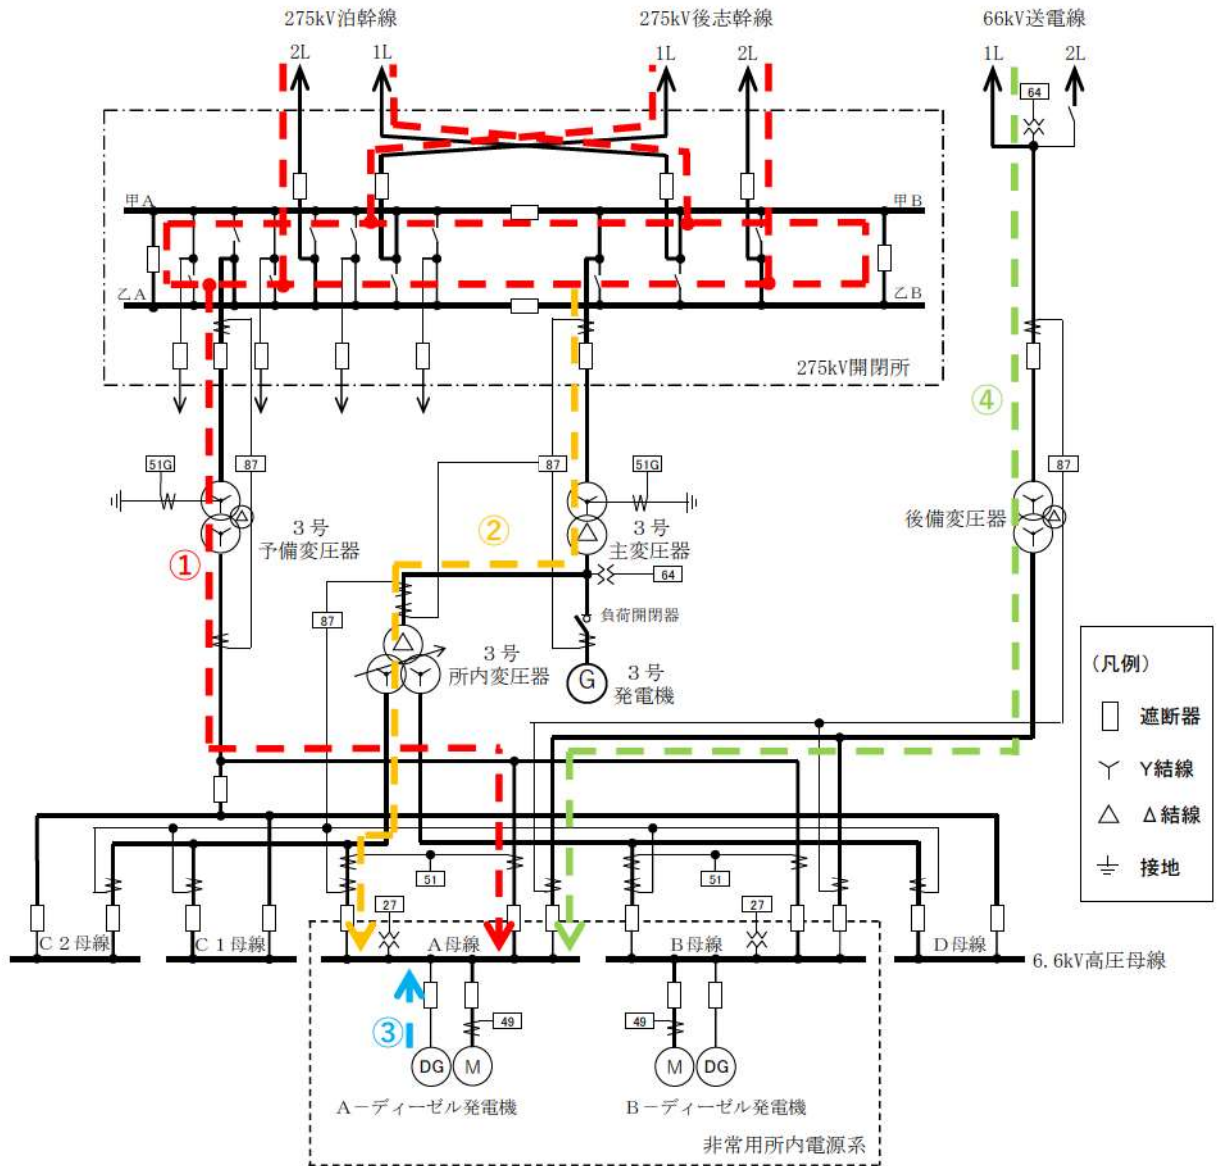 275kV泊幹線
275kV後志幹線
66kV送電線
2L
1L
1L
2L
1L
2L
64
甲A
甲B
乙A
乙B
275kV開閉所
④
51G
87
87
51G
87
3号
予備変圧器
②
3号
主変圧器
後備変圧器
①
64
87
負荷開閉器
3号
所内変圧器
G
3号
発電機
(凡例)
遮断器
Y結線
Δ結線
接地
51
51
27
27
C2母線
C1母線
A母線
B母線
D母線
6.6kV高圧母線
③
49
49
DG
M
M
DG
A－ディーゼル発電機
B－ディーゼル発電機
非常用所内電源系